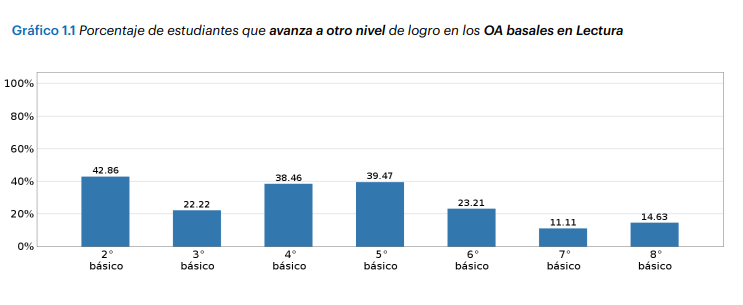 Gráfico 1.1 Porcentaje de estudiantes que avanza a otro nivel de logro en los OA basales en Lectura
100%
80%
60%
40%
20%
0%
42.86
22.22
38.46
39.47
23.21
11.11
14.63
2° básico
3° básico
4° básico
5° básico
6° básico
7° básico
8° básico